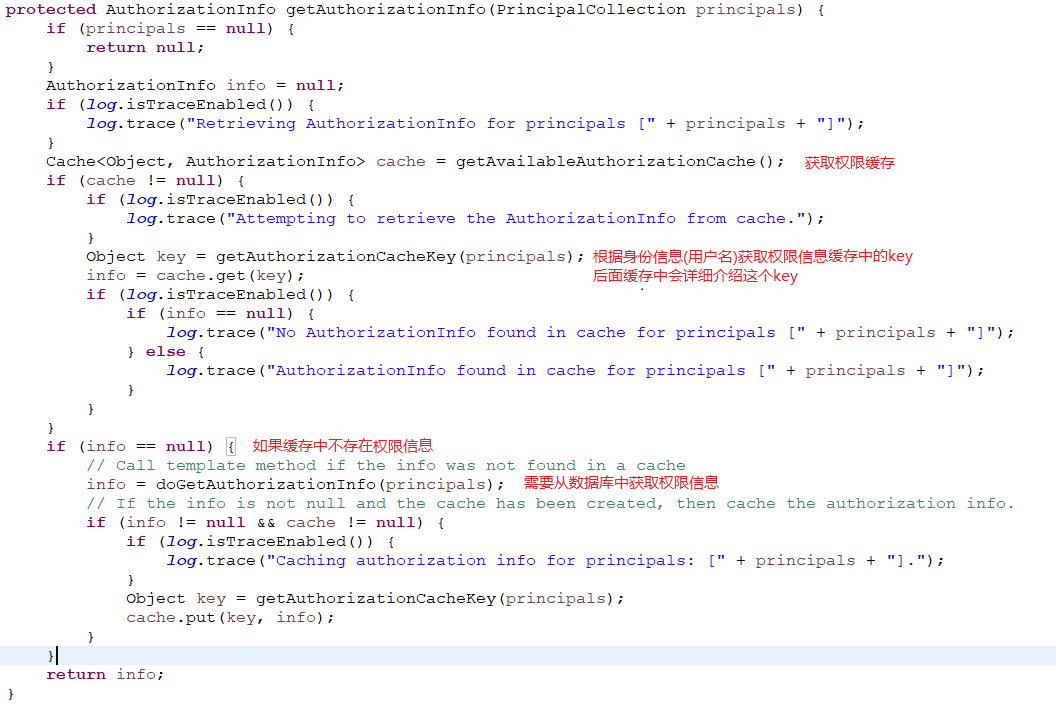 protected AuthorizationInfo getAuthorizationInfo(PrincipalCollection principals) {
    if (principals == null) {
        return null;
    }
    AuthorizationInfo info = null;
    if (log.isTraceEnabled()) {
        log.trace("Retrieving AuthorizationInfo for principals [" + principals + "]");
    }
    Cache<Object, AuthorizationInfo> cache = getAvailableAuthorizationCache();  获取权限缓存
    if (cache != null) {
        if (log.isTraceEnabled()) {
            log.trace("Attempting to retrieve the AuthorizationInfo from cache.");
        }
        Object key = getAuthorizationCacheKey(principals); 根据身份信息(用户名)获取权限信息缓存中的key
        info = cache.get(key);  后面缓存中会详细介绍这个key
        if (log.isTraceEnabled()) {
            if (info == null) {
                log.trace("No AuthorizationInfo found in cache for principals [" + principals + "]");
            } else {
                log.trace("AuthorizationInfo found in cache for principals [" + principals + "]");
            }
        }
    }
    if (info == null) {  如果缓存中不存在权限信息
        // Call template method if the info was not found in a cache
        info = doGetAuthorizationInfo(principals);  需要从数据库中获取权限信息
        // If the info is not null and the cache has been created, then cache the authorization info.
        if (info != null && cache != null) {
            if (log.isTraceEnabled()) {
                log.trace("Caching authorization info for principals: [" + principals + "].");
            }
            Object key = getAuthorizationCacheKey(principals);
            cache.put(key, info);
        }
    }
    return info;
}